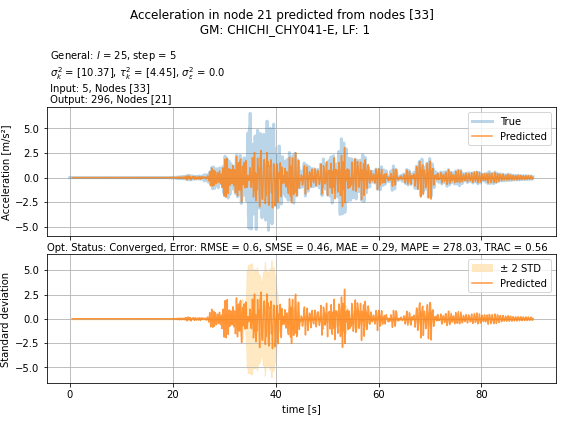 Acceleration in node 21 predicted from nodes [33]
GM: CHICHI_CHY041-E, LF: 1
General: l = 25, step = 5
σ²ₖ = [10.37], τ²ₖ = [4.45], σ²ε = 0.0
Input: 5, Nodes [33]
Output: 296, Nodes [21]
Acceleration [m/s²]
5.0
2.5
0.0
−2.5
−5.0
True
Predicted
Opt. Status: Converged, Error: RMSE = 0.6, SMSE = 0.46, MAE = 0.29, MAPE = 278.03, TRAC = 0.56
Standard deviation
5.0
2.5
0.0
−2.5
−5.0
± 2 STD
Predicted
0 20 40 60 80
time [s]